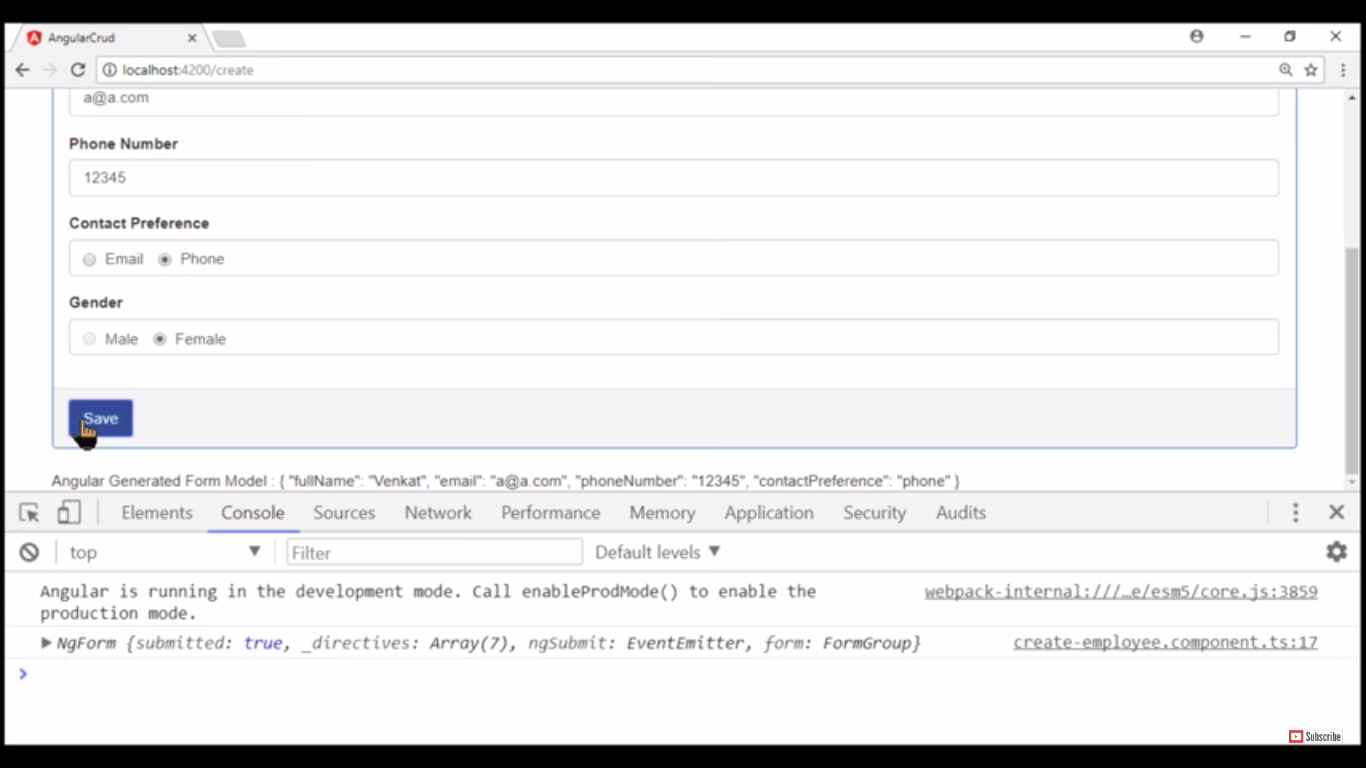 AngularCrud
localhost:4200/create
a@a.com
Phone Number
12345
Contact Preference
Email Phone
Gender
Male Female
Save
Angular Generated Form Model : { "fullName": "Venkat", "email": "a@a.com", "phoneNumber": "12345", "contactPreference": "phone" }
Elements Console Sources Network Performance Memory Application Security Audits
top Filter Default levels
Angular is running in the development mode. Call enableProdMode() to enable the webpack-internal:///…e/esm5/core.js:3859
production mode.
NgForm {submitted: true, _directives: Array(7), ngSubmit: EventEmitter, form: FormGroup} create-employee.component.ts:17
Subscribe